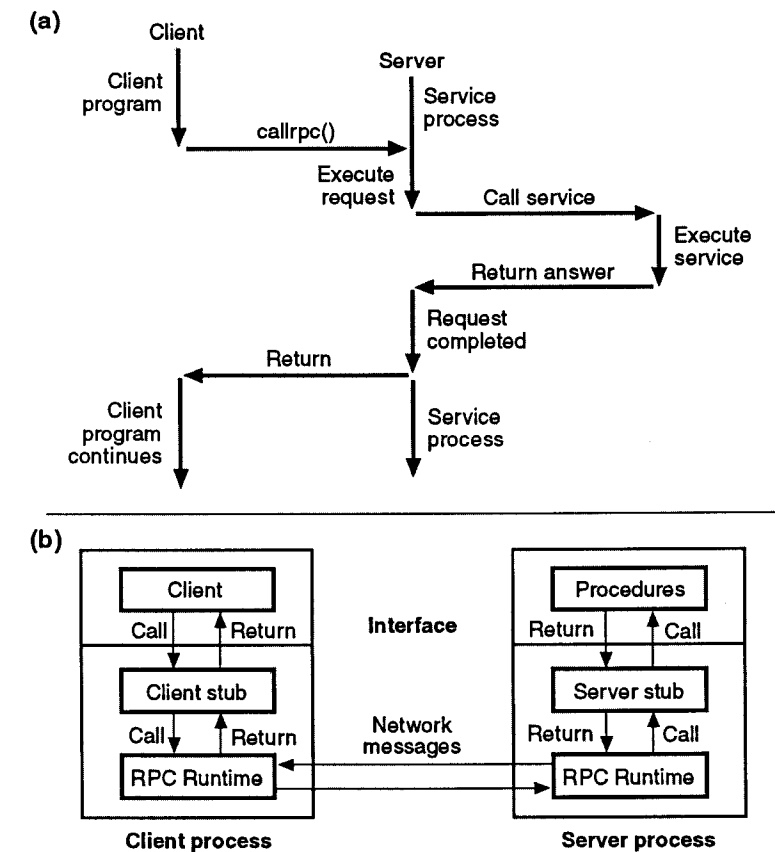 (a)
Client
Server
Client
program
Service
process
callrpc()
Execute
request
Call service
Execute
service
Return answer
Request
completed
Return
Client
program
continues
Service
process
(b)
Client
Procedures
Call
Return
Interface
Return
Call
Client stub
Server stub
Call
Return
Network
messages
Return
Call
RPC Runtime
RPC Runtime
Client process
Server process